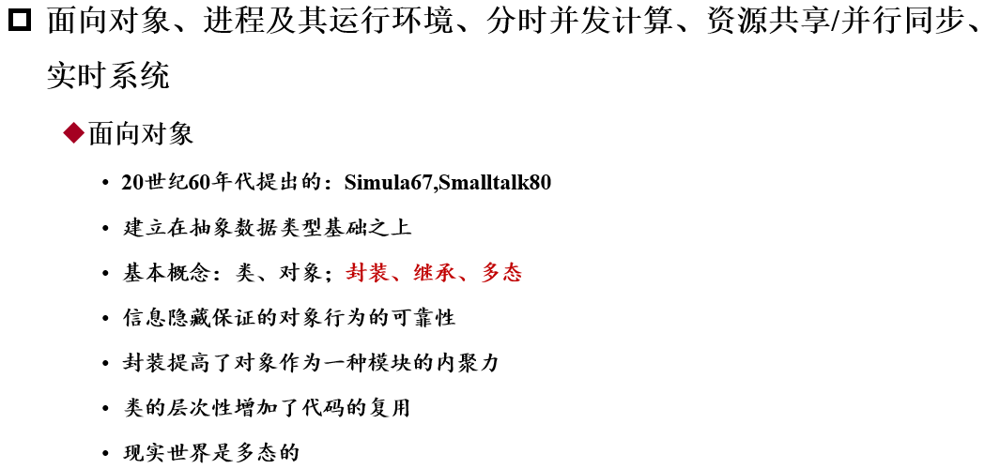 面向对象、进程及其运行环境、分时并发计算、资源共享/并行同步、
实时系统
面向对象
• 20世纪60年代提出的：Simula67,Smalltalk80
• 建立在抽象数据类型基础之上
• 基本概念：类、对象；封装、继承、多态
• 信息隐藏保证的对象行为的可靠性
• 封装提高了对象作为一种模块的内聚力
• 类的层次性增加了代码的复用
• 现实世界是多态的